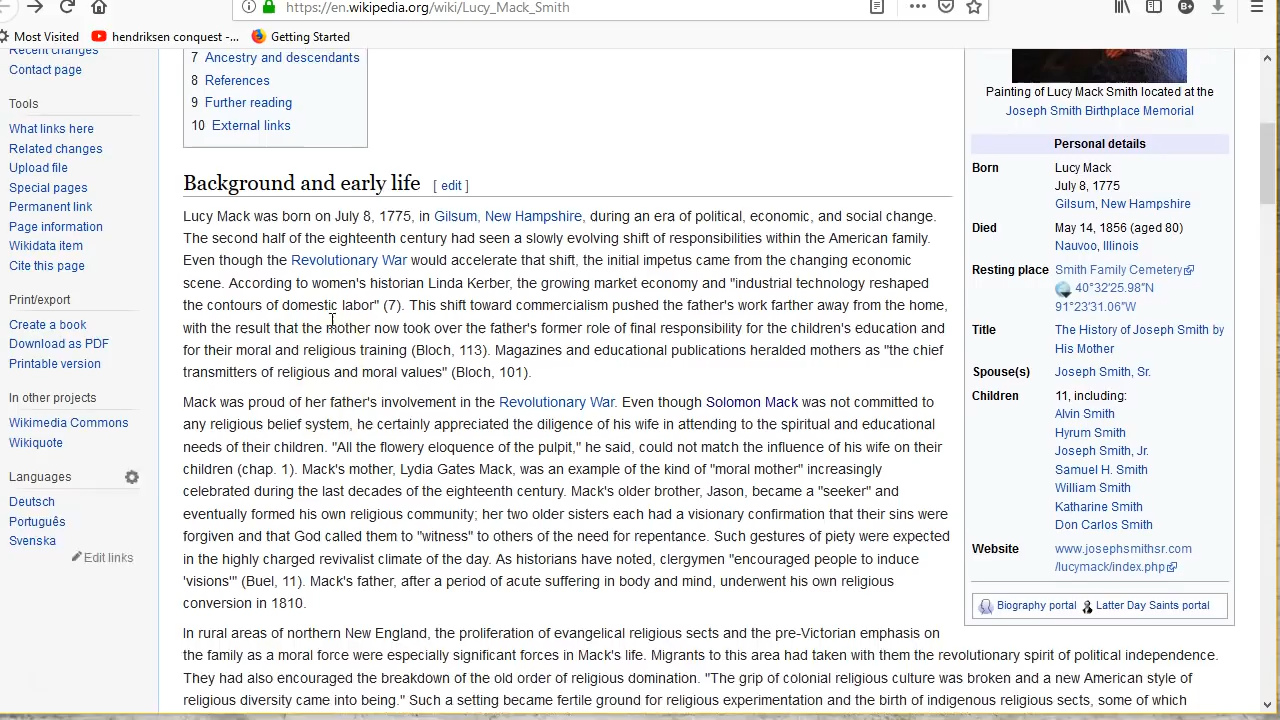 https://en.wikipedia.org/wiki/Lucy_Mack_Smith
Most Visited
hendriksen conquest -...
Getting Started
Recent changes
Contact page
Tools
What links here
Related changes
Upload file
Special pages
Permanent link
Page information
Wikidata item
Cite this page
Print/export
Create a book
Download as PDF
Printable version
In other projects
Wikimedia Commons
Wikiquote
Languages
Deutsch
Português
Svenska
Edit links
7 Ancestry and descendants
8 References
9 Further reading
10 External links
Background and early life [ edit ]
Lucy Mack was born on July 8, 1775, in Gilsum, New Hampshire, during an era of political, economic, and social change.
The second half of the eighteenth century had seen a slowly evolving shift of responsibilities within the American family.
Even though the Revolutionary War would accelerate that shift, the initial impetus came from the changing economic
scene. According to women's historian Linda Kerber, the growing market economy and "industrial technology reshaped
the contours of domestic labor" (7). This shift toward commercialism pushed the father's work farther away from the home,
with the result that the mother now took over the father's former role of final responsibility for the children's education and
for their moral and religious training (Bloch, 113). Magazines and educational publications heralded mothers as "the chief
transmitters of religious and moral values" (Bloch, 101).
Mack was proud of her father's involvement in the Revolutionary War. Even though Solomon Mack was not committed to
any religious belief system, he certainly appreciated the diligence of his wife in attending to the spiritual and educational
needs of their children. "All the flowery eloquence of the pulpit," he said, could not match the influence of his wife on their
children (chap. 1). Mack's mother, Lydia Gates Mack, was an example of the kind of "moral mother" increasingly
celebrated during the last decades of the eighteenth century. Mack's older brother, Jason, became a "seeker" and
eventually formed his own religious community; her two older sisters each had a visionary confirmation that their sins were
forgiven and that God called them to "witness" to others of the need for repentance. Such gestures of piety were expected
in the highly charged revivalist climate of the day. As historians have noted, clergymen "encouraged people to induce
'visions'" (Buel, 11). Mack's father, after a period of acute suffering in body and mind, underwent his own religious
conversion in 1810.
In rural areas of northern New England, the proliferation of evangelical religious sects and the pre-Victorian emphasis on
the family as a moral force were especially significant forces in Mack's life. Migrants to this area had taken with them the revolutionary spirit of political independence.
They had also encouraged the breakdown of the old order of religious domination. "The grip of colonial religious culture was broken and a new American style of
religious diversity came into being." Such a setting became fertile ground for religious experimentation and the birth of indigenous religious sects, some of which
Painting of Lucy Mack Smith located at the
Joseph Smith Birthplace Memorial
Personal details
Born Lucy Mack
July 8, 1775
Gilsum, New Hampshire
Died May 14, 1856 (aged 80)
Nauvoo, Illinois
Resting place Smith Family Cemetery
40°32′25.98″N
91°23′31.06″W
Title The History of Joseph Smith by
His Mother
Spouse(s) Joseph Smith, Sr.
Children 11, including:
Alvin Smith
Hyrum Smith
Joseph Smith, Jr.
Samuel H. Smith
William Smith
Katharine Smith
Don Carlos Smith
Website www.josephsmithsr.com
/lucymack/index.php
Biography portal Latter Day Saints portal